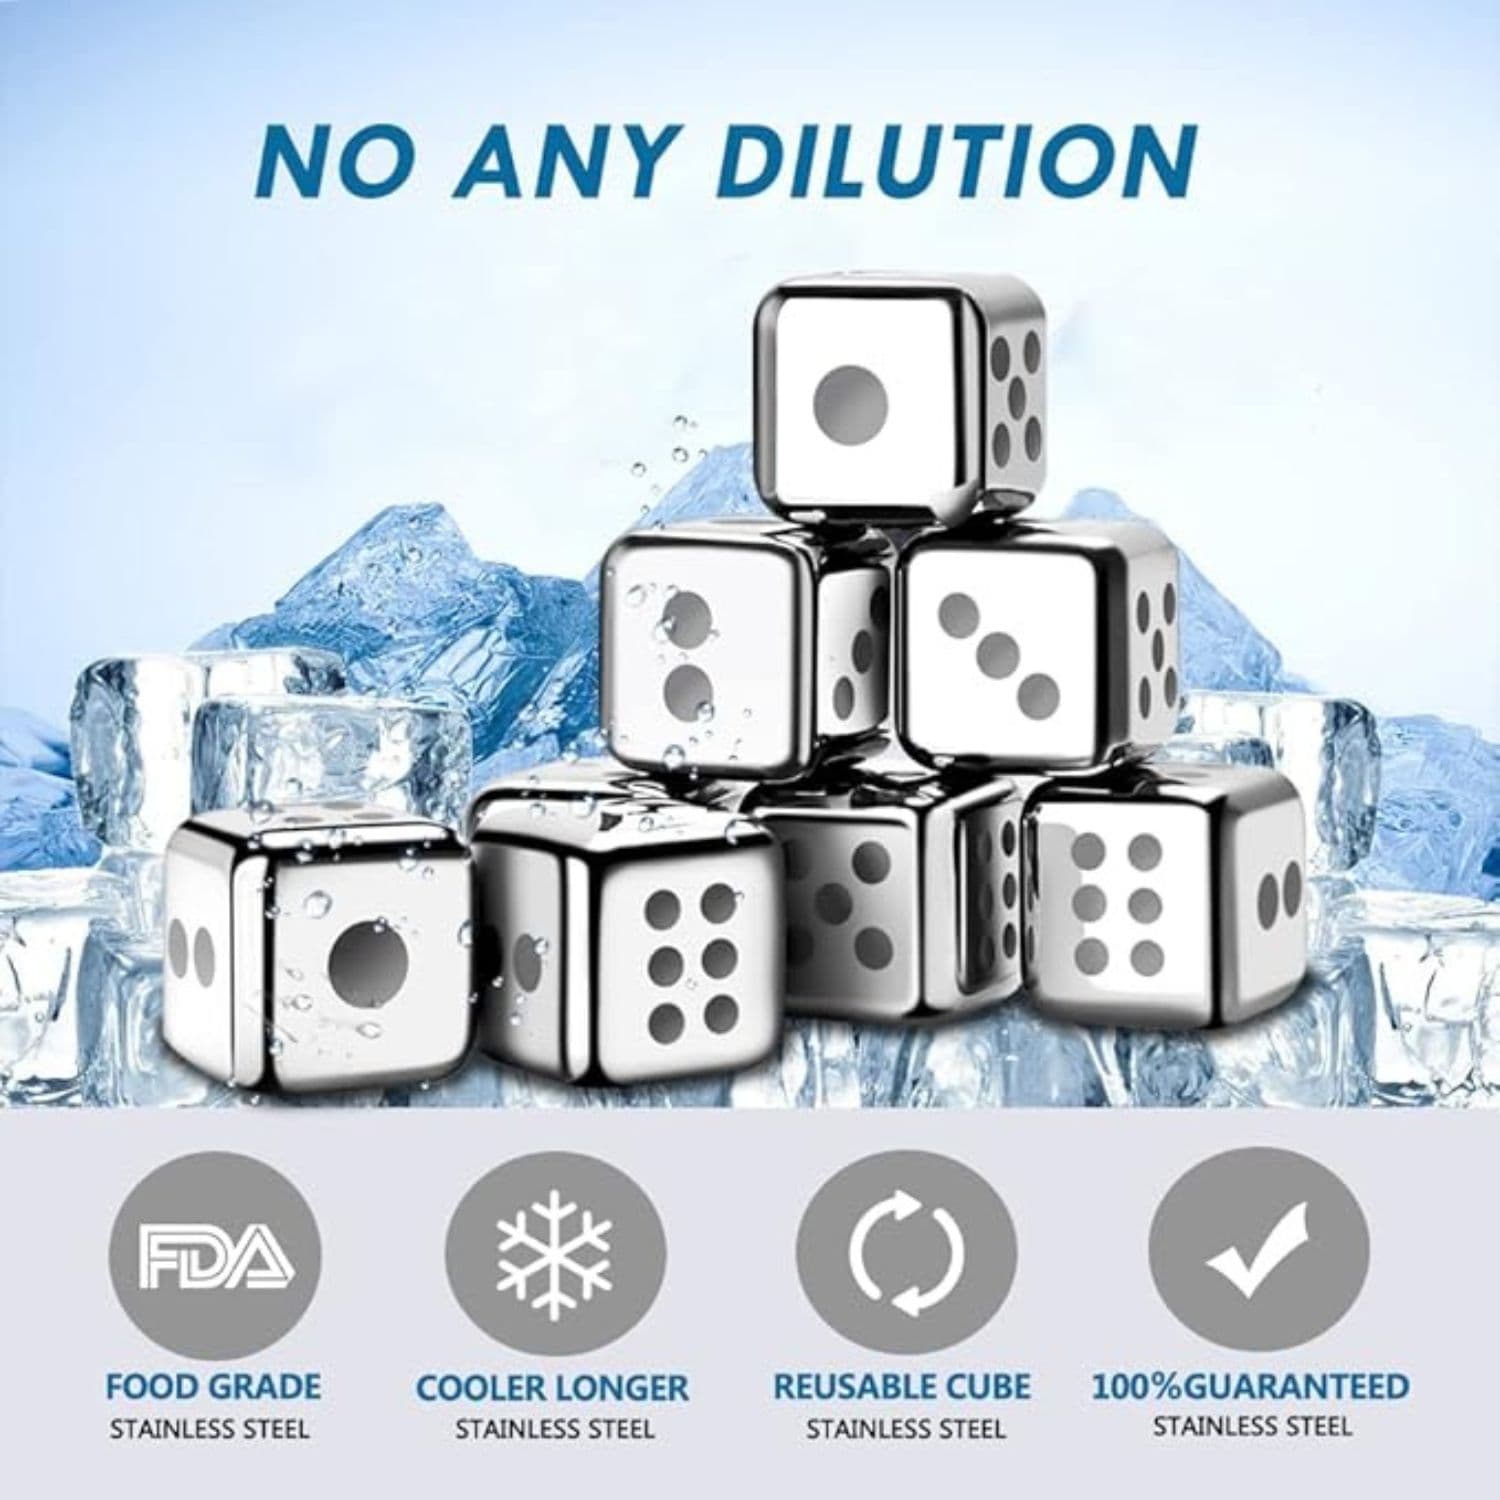 NO ANY DILUTION
FDA
FOOD GRADE
STAINLESS STEEL
COOLER LONGER
STAINLESS STEEL
REUSABLE CUBE
STAINLESS STEEL
100%GUARANTEED
STAINLESS STEEL